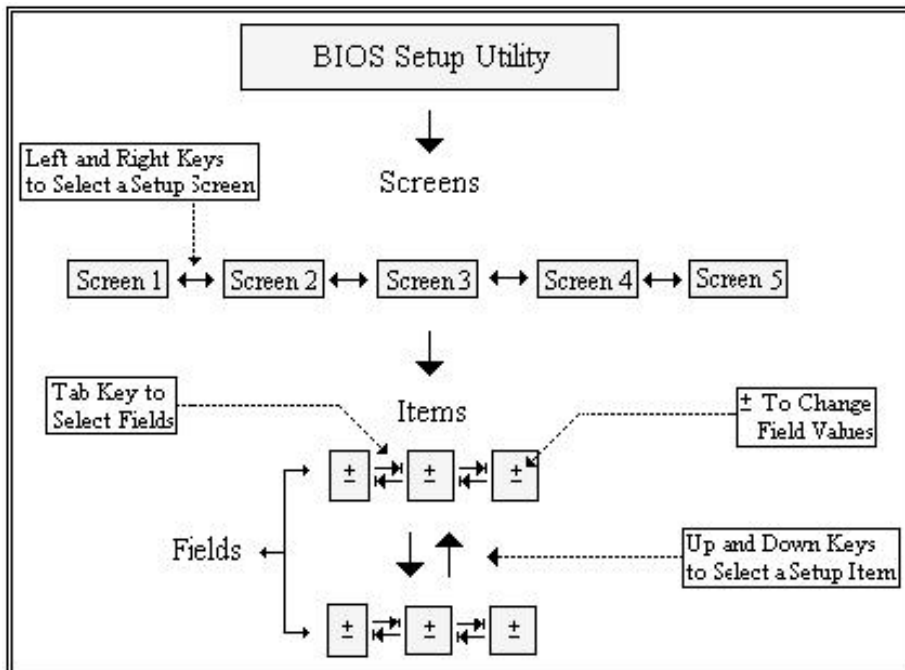 BIOS Setup Utility
Left and Right Keys
to Select a Setup Screen
Screens
Screen 1
Screen 2
Screen 3
Screen 4
Screen 5
Tab Key to
Select Fields
Items
± To Change
Field Values
±
±
±
Fields
Up and Down Keys
to Select a Setup Item
±
±
±